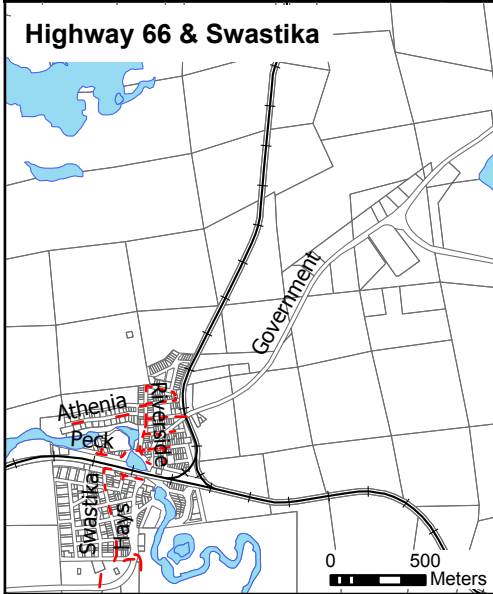 Highway 66 & Swastika
Government
Athenia
Riverside
Peck
Swastika
Hays
0 500
Meters